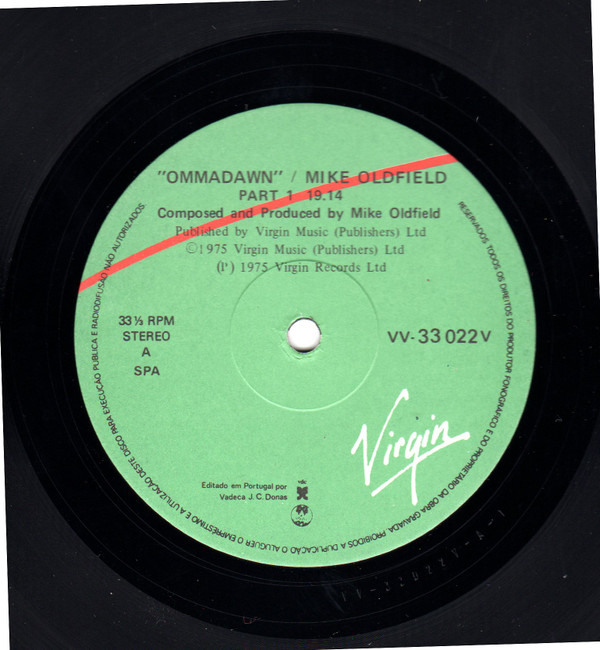 "OMMADAWN" / MIKE OLDFIELD
PART 1 19.14
Composed and Produced by Mike Oldfield
Published by Virgin Music (Publishers) Ltd
©1975 Virgin Music (Publishers) Ltd
(P) 1975 Virgin Records Ltd
33⅓ RPM
STEREO
A
SPA
VV-33022V
Virgin
Editado em Portugal por
Vadeca J. C. Donas
RESERVADOS TODOS OS DIREITOS DO PRODUTOR FONOGRÁFICO E DO PROPRIETÁRIO DA OBRA GRAVADA. PROIBIDOS A DUPLICAÇÃO O ALUGUER O EMPRÉSTIMO E A UTILIZAÇÃO DESTE DISCO PARA EXECUÇÃO PÚBLICA E RADIODIFUSÃO NÃO AUTORIZADOS.